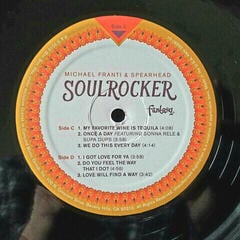 Side C
MICHAEL FRANTI & SPEARHEAD
SOULROCKER
Fantasy
Side C
1. MY FAVORITE WINE IS TEQUILA (4:08)
2. ONCE A DAY FEATURING SONNA RELE &
SUPA DUPS (3:58)
3. WE DO THIS EVERY DAY (4:14)
Side D
1. I GOT LOVE FOR YA (3:58)
2. DO YOU FEEL THE WAY
THAT I DO? (4:56)
3. LOVE WILL FIND A WAY (3:42)